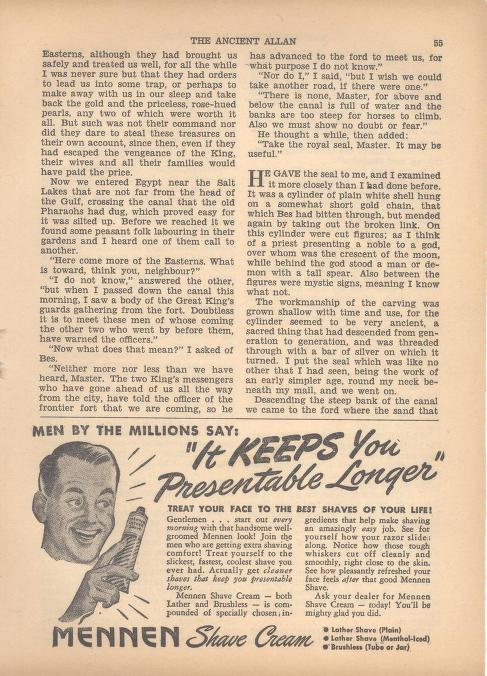 THE ANCIENT ALLAN 55
Easterns, although they had brought us
safely and treated us well, for all the while
I was never sure but that they had orders
to lead us into some trap, or perhaps to
make away with us in our sleep and take
back the gold and the priceless, rose-hued
pearls, any two of which were worth it
all. But such was not their command nor
did they dare to steal these treasures on
their own account, since then, even if they
had escaped the vengeance of the King,
their wives and all their families would
have paid the price.
Now we entered Egypt near the Salt
Lakes that are not far from the head of
the Gulf, crossing the canal that the old
Pharaohs had dug, which proved easy for
it was silted up. Before we reached it we
found some peasant folk labouring in their
gardens and I heard one of them call to
another.
"Here come more of the Easterns. What
is toward, think you, neighbour?"
"I do not know," answered the other,
"but when I passed down the canal this
morning, I saw a body of the Great King's
guards gathering from the fort. Doubtless
it is to meet these men of whose coming
the other two who went by before them,
have warned the officers."
"Now what does that mean?" I asked of
Bes.
"Neither more nor less than we have
heard, Master. The two King's messengers
who have gone ahead of us all the way
from the city, have told the officer of the
frontier fort that we are coming, so he
has advanced to the ford to meet us, for
what purpose I do not know."
"Nor do I," I said, "but I wish we could
take another road, if there were one."
"There is none, Master, for above and
below the canal is full of water and the
banks are too steep for horses to climb.
Also we must show no doubt or fear."
He thought a while, then added:
"Take the royal seal, Master. It may be
useful."
HE GAVE the seal to me, and I examined
it more closely than I had done before.
It was a cylinder of plain white shell hung
on a somewhat short gold chain, that
which Bes had bitten through, but mended
again by taking out the broken link. On
this cylinder were cut figures; as I think
of a priest presenting a noble to a god,
over whom was the crescent of the moon,
while behind the god stood a man or de-
mon with a tall spear. Also between the
figures were mystic signs, meaning I know
what not.
The workmanship of the carving was
grown shallow with time and use, for the
cylinder seemed to be very ancient, a
sacred thing that had descended from gen-
eration to generation, and was threaded
through with a bar of silver on which it
turned. I put the seal which was like no
other that I had seen, being the work of
an early simpler age, round my neck be-
neath my mail, and we went on.
Descending the steep bank of the canal
we came to the ford where the sand that
MEN BY THE MILLIONS SAY:
"It KEEPS You
Presentable Longer"
TREAT YOUR FACE TO THE BEST SHAVES OF YOUR LIFE!
Gentlemen . . . start out every
morning with that handsome well-
groomed Mennen look! Join the
men who are getting extra shaving
comfort! Treat yourself to the
slickest, fastest, coolest shave you
ever had. Actually get cleaner
shaves that keep you presentable
longer.
Mennen Shave Cream — both
Lather and Brushless — is com-
pounded of specially chosen, in-
gredients that help make shaving
an amazingly easy job. See for
yourself how your razor slides
along. Notice how those tough
whiskers cut off cleanly and
smoothly, right close to the skin.
See how pleasantly refreshed your
face feels after that good Mennen
Shave.
Ask your dealer for Mennen
Shave Cream — today! You'll be
mighty glad you did.
MENNEN Shave Cream
Lather Shave (Plain)
Lather Shave (Menthol-Iced)
Brushless (Tube or Jar)